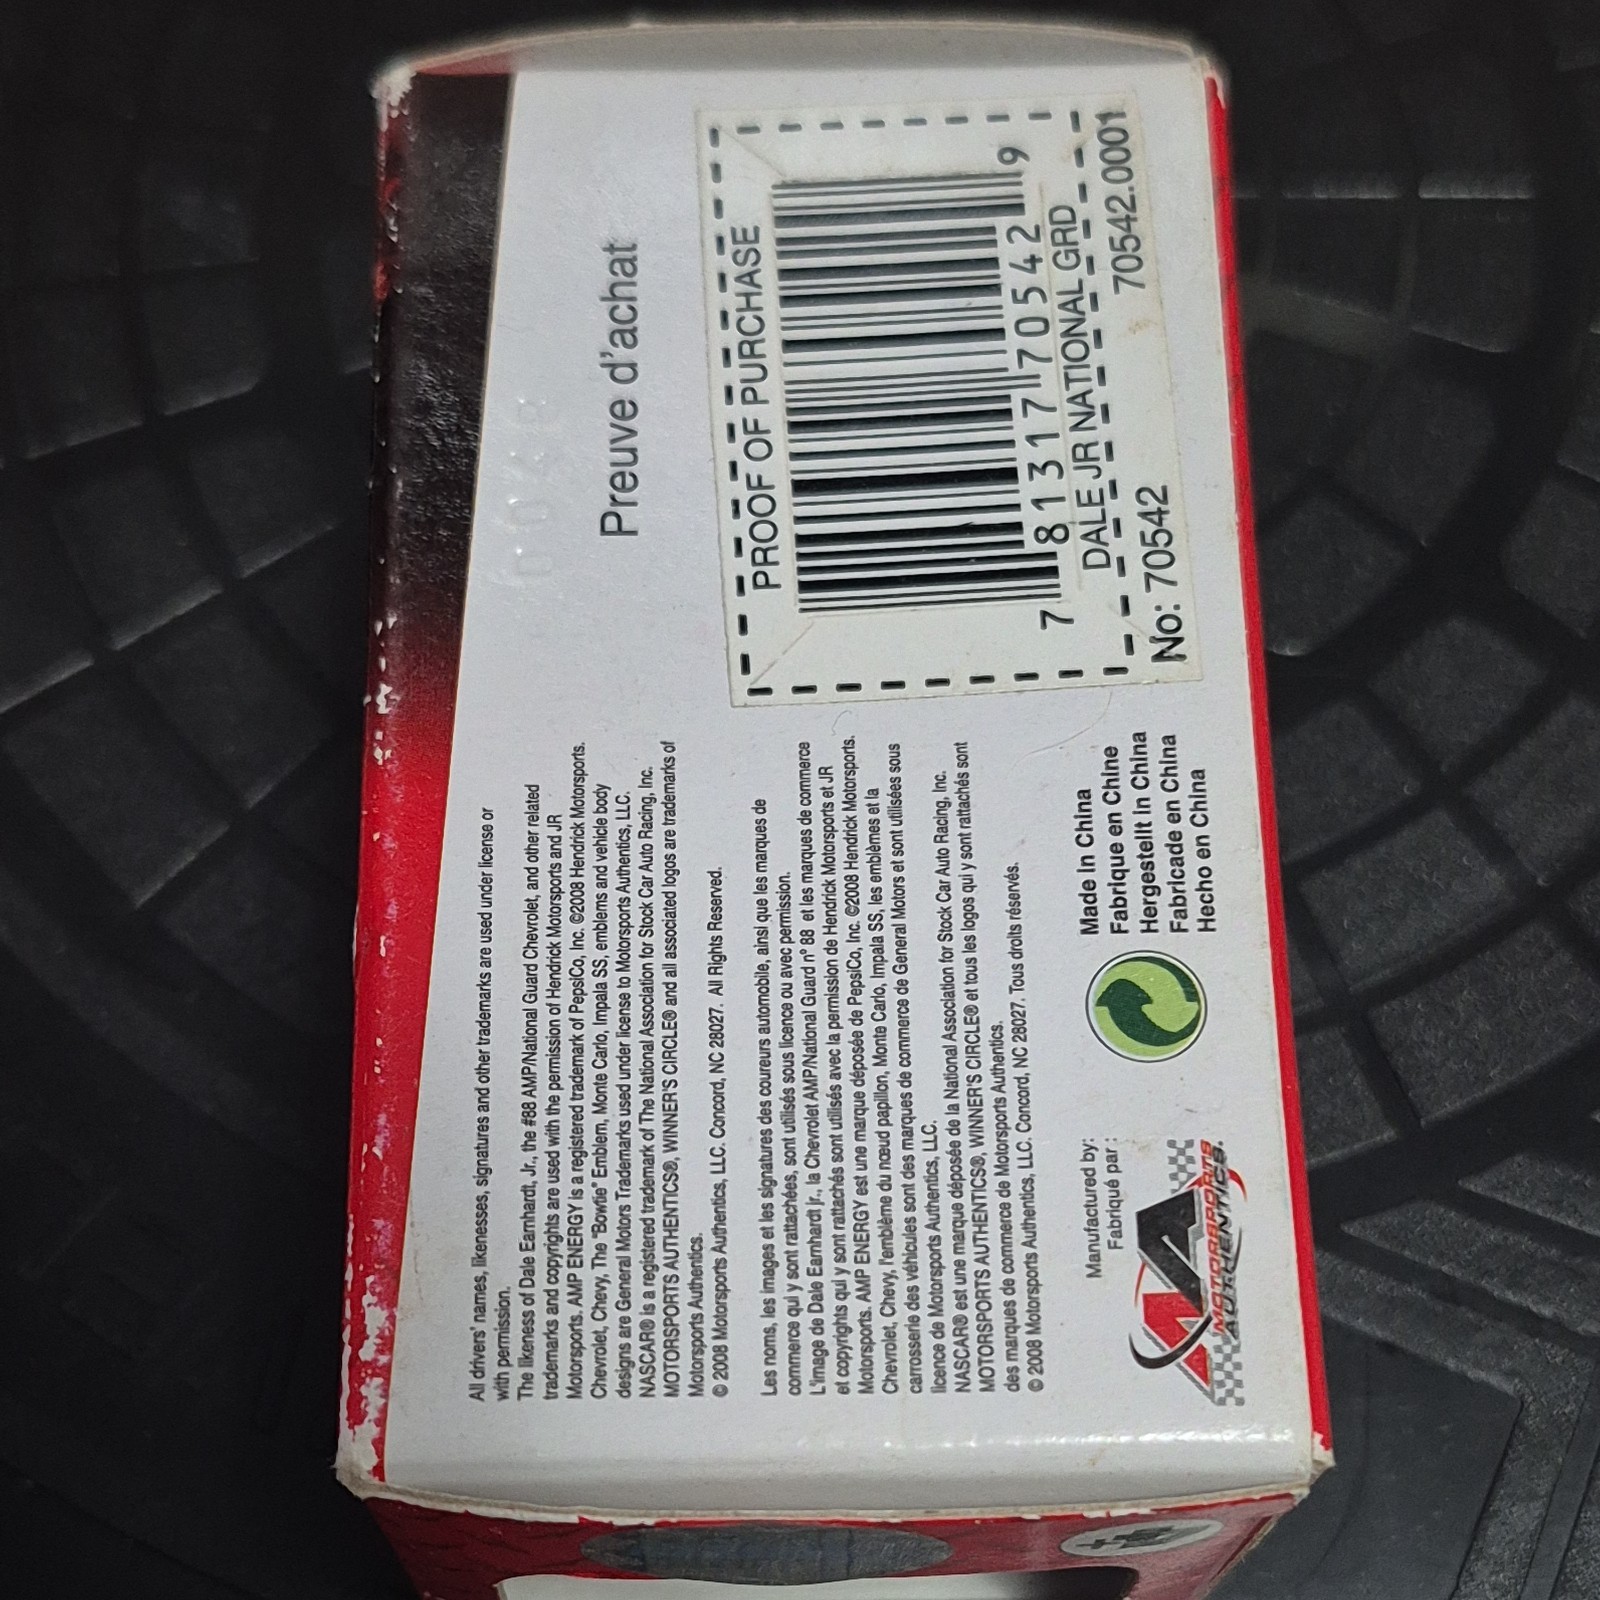 All drivers' names, likenesses, signatures and other trademarks are used under license or
with permission.
The likeness of Dale Earnhardt, Jr., the #88 AMP/National Guard Chevrolet, and other related
trademarks and copyrights are used with the permission of Hendrick Motorsports and JR
Motorsports. AMP ENERGY is a registered trademark of PepsiCo, Inc. ©2008 Hendrick Motorsports.
Chevrolet, Chevy, The "Bowtie" Emblem, Monte Carlo, Impala SS, emblems and vehicle body
designs are General Motors Trademarks used under license to Motorsports Authentics, LLC.
NASCAR® is a registered trademark of The National Association for Stock Car Auto Racing, Inc.
MOTORSPORTS AUTHENTICS®, WINNER'S CIRCLE® and all associated logos are trademarks of
Motorsports Authentics.
© 2008 Motorsports Authentics, LLC. Concord, NC 28027. All Rights Reserved.
Les noms, les images et les signatures des coureurs automobile, ainsi que les marques de
commerce qui y sont rattachées, sont utilisés sous licence ou avec permission.
L'image de Dale Earnhardt jr., la Chevrolet AMP/National Guard n° 88 et les marques de commerce
et copyrights qui y sont rattachés sont utilisés avec la permission de Hendrick Motorsports et JR
Motorsports. AMP ENERGY est une marque déposée de PepsiCo, Inc. ©2008 Hendrick Motorsports.
Chevrolet, Chevy, l'emblème du nœud papillon, Monte Carlo, Impala SS, les emblèmes et la
carrosserie des véhicules sont des marques de commerce de General Motors et sont utilisées sous
licence de Motorsports Authentics, LLC.
NASCAR® est une marque déposée de la National Association for Stock Car Auto Racing, Inc.
MOTORSPORTS AUTHENTICS®, WINNER'S CIRCLE® et tous les logos qui y sont rattachés sont
des marques de commerce de Motorsports Authentics.
© 2008 Motorsports Authentics, LLC. Concord, NC 28027. Tous droits réservés.
Manufactured by:
Fabriqué par :
MOTORSPORTS
AUTHENTICS.
Made in China
Fabrique en Chine
Hergestellt in China
Fabricade en China
Hecho en China
Preuve d'achat
PROOF OF PURCHASE
7 81317 70542 9
DALE JR NATIONAL GRD
No: 70542 70542.0001